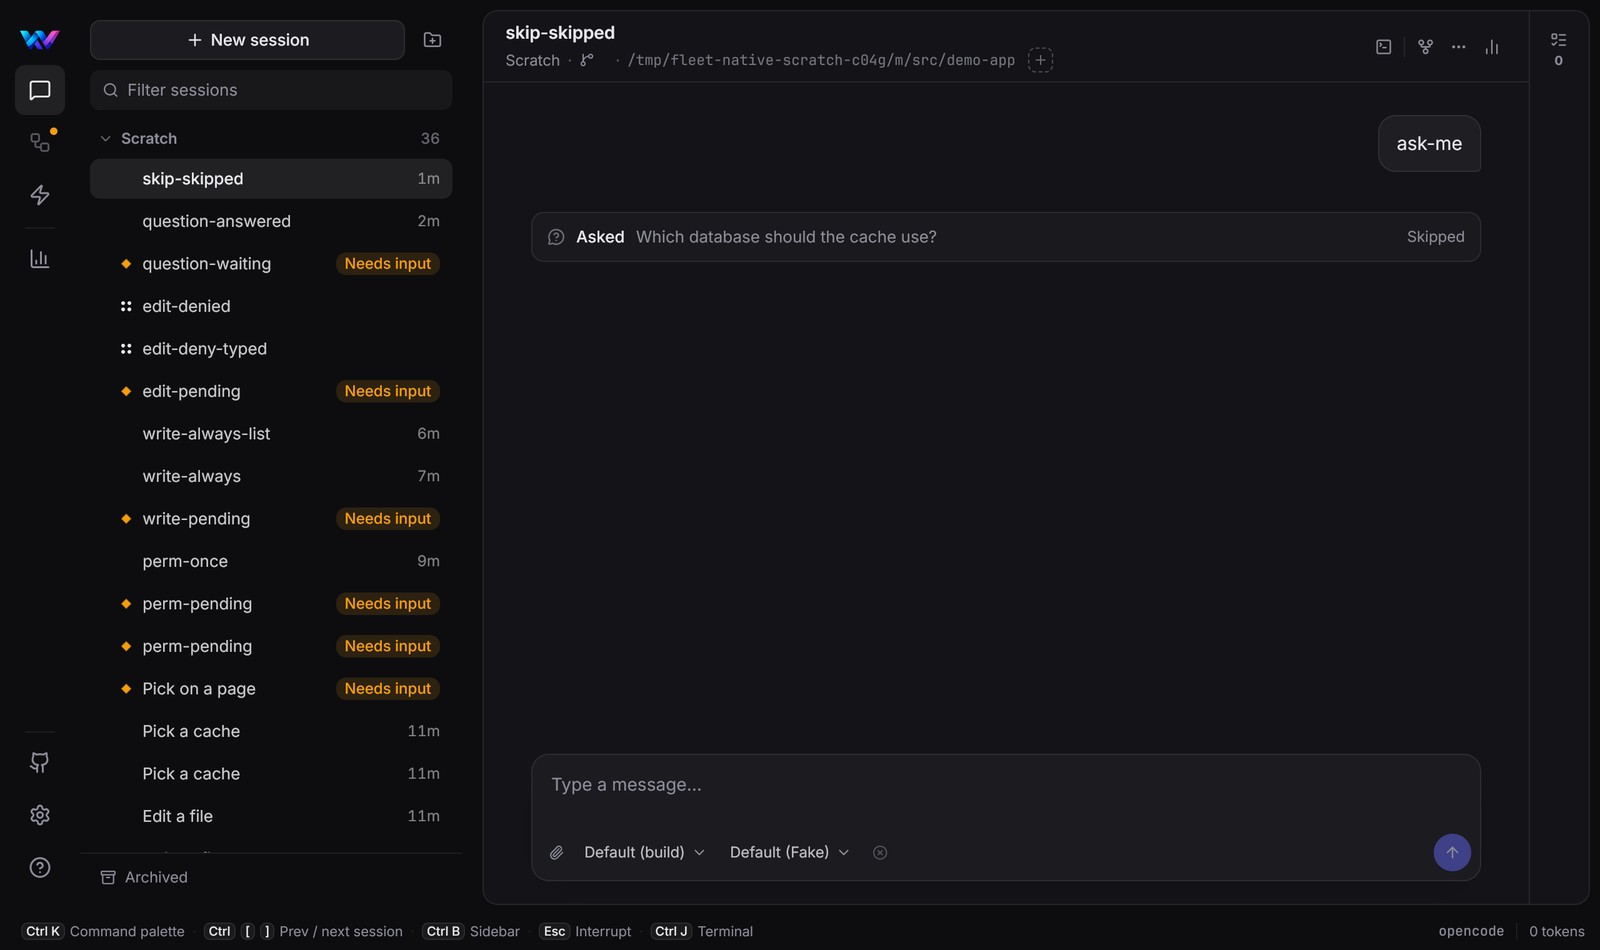 New session
Filter sessions
Scratch 36
skip-skipped 1m
question-answered 2m
question-waiting Needs input
edit-denied
edit-deny-typed
edit-pending Needs input
write-always-list 6m
write-always 7m
write-pending Needs input
perm-once 9m
perm-pending Needs input
perm-pending Needs input
Pick on a page Needs input
Pick a cache 11m
Pick a cache 11m
Edit a file 11m
Archived
skip-skipped
Scratch · · /tmp/fleet-native-scratch-c04g/m/src/demo-app
0
ask-me
Asked Which database should the cache use? Skipped
Type a message...
Default (build) Default (Fake)
Ctrl K Command palette · Ctrl [ ] Prev / next session · Ctrl B Sidebar · Esc Interrupt · Ctrl J Terminal opencode 0 tokens